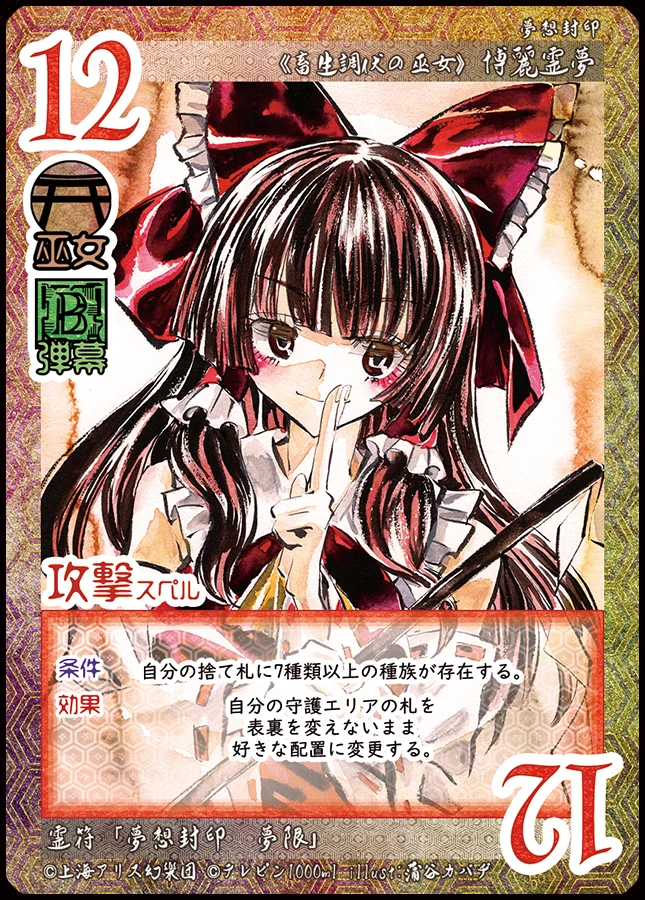 夢想封印
12
《畜生調伏の巫女》 博麗霊夢
巫女
B
弾幕
攻撃スペル
条件 自分の捨て札に7種類以上の種族が存在する。
効果 自分の守護エリアの札を
表裏を変えないまま
好きな配置に変更する。
12
霊符「夢想封印 夢限」
©上海アリス幻樂団 ©テレピン1000ml illust:蒲谷カバヂ